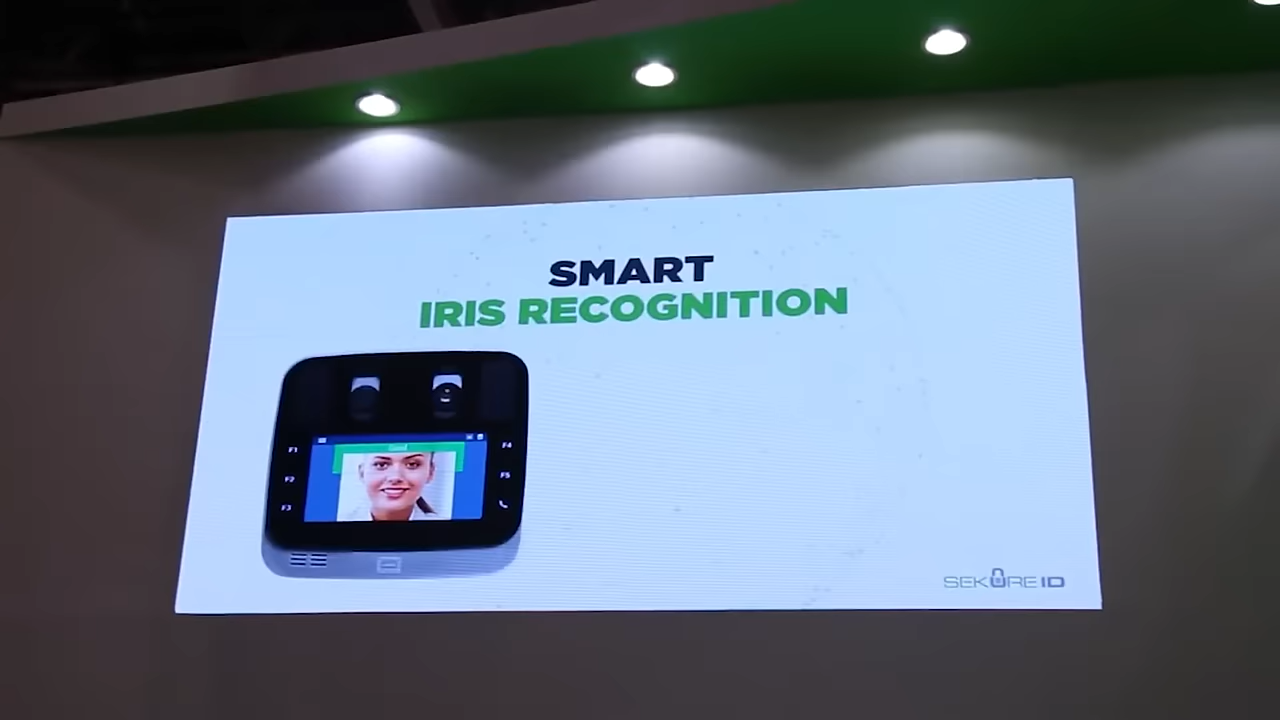 SMART
IRIS RECOGNITION
F1
F2
F3
F4
F5
SEKURE ID